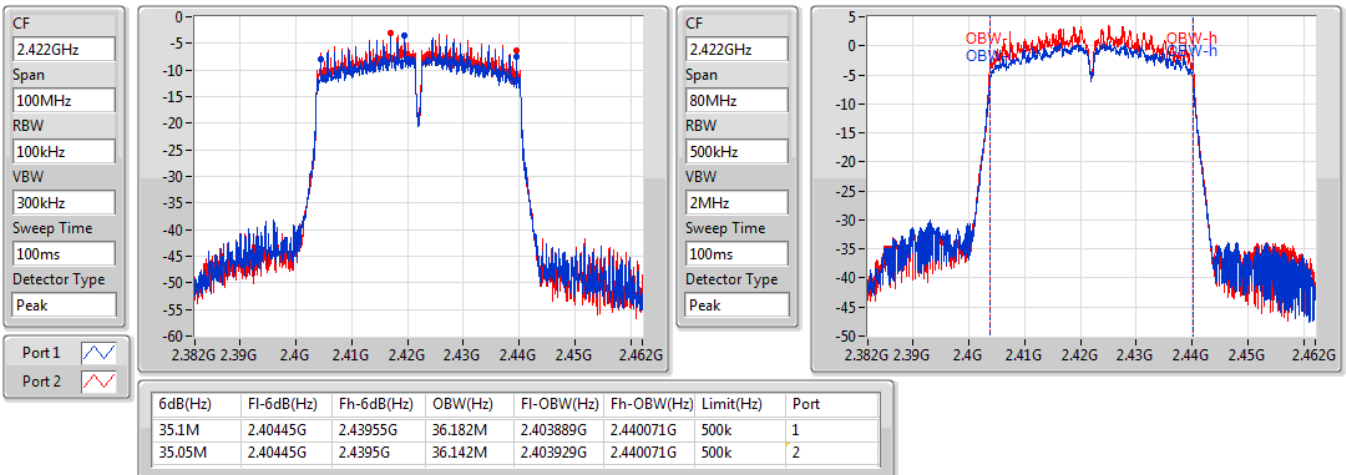 CF
2.422GHz
Span
100MHz
RBW
100kHz
VBW
300kHz
Sweep Time
100ms
Detector Type
Peak
Port 1
Port 2
0
-5
-10
-15
-20
-25
-30
-35
-40
-45
-50
-55
-60
2.382G 2.39G 2.4G 2.41G 2.42G 2.43G 2.44G 2.45G 2.462G
CF
2.422GHz
Span
80MHz
RBW
500kHz
VBW
2MHz
Sweep Time
100ms
Detector Type
Peak
5
0
-5
-10
-15
-20
-25
-30
-35
-40
-45
-50
OBW-l OBW-h
OBW-h
2.382G 2.39G 2.4G 2.41G 2.42G 2.43G 2.44G 2.45G 2.462G
6dB(Hz) Fl-6dB(Hz) Fh-6dB(Hz) OBW(Hz) Fl-OBW(Hz) Fh-OBW(Hz) Limit(Hz) Port
35.1M 2.40445G 2.43955G 36.182M 2.403889G 2.440071G 500k 1
35.05M 2.40445G 2.4395G 36.142M 2.403929G 2.440071G 500k 2